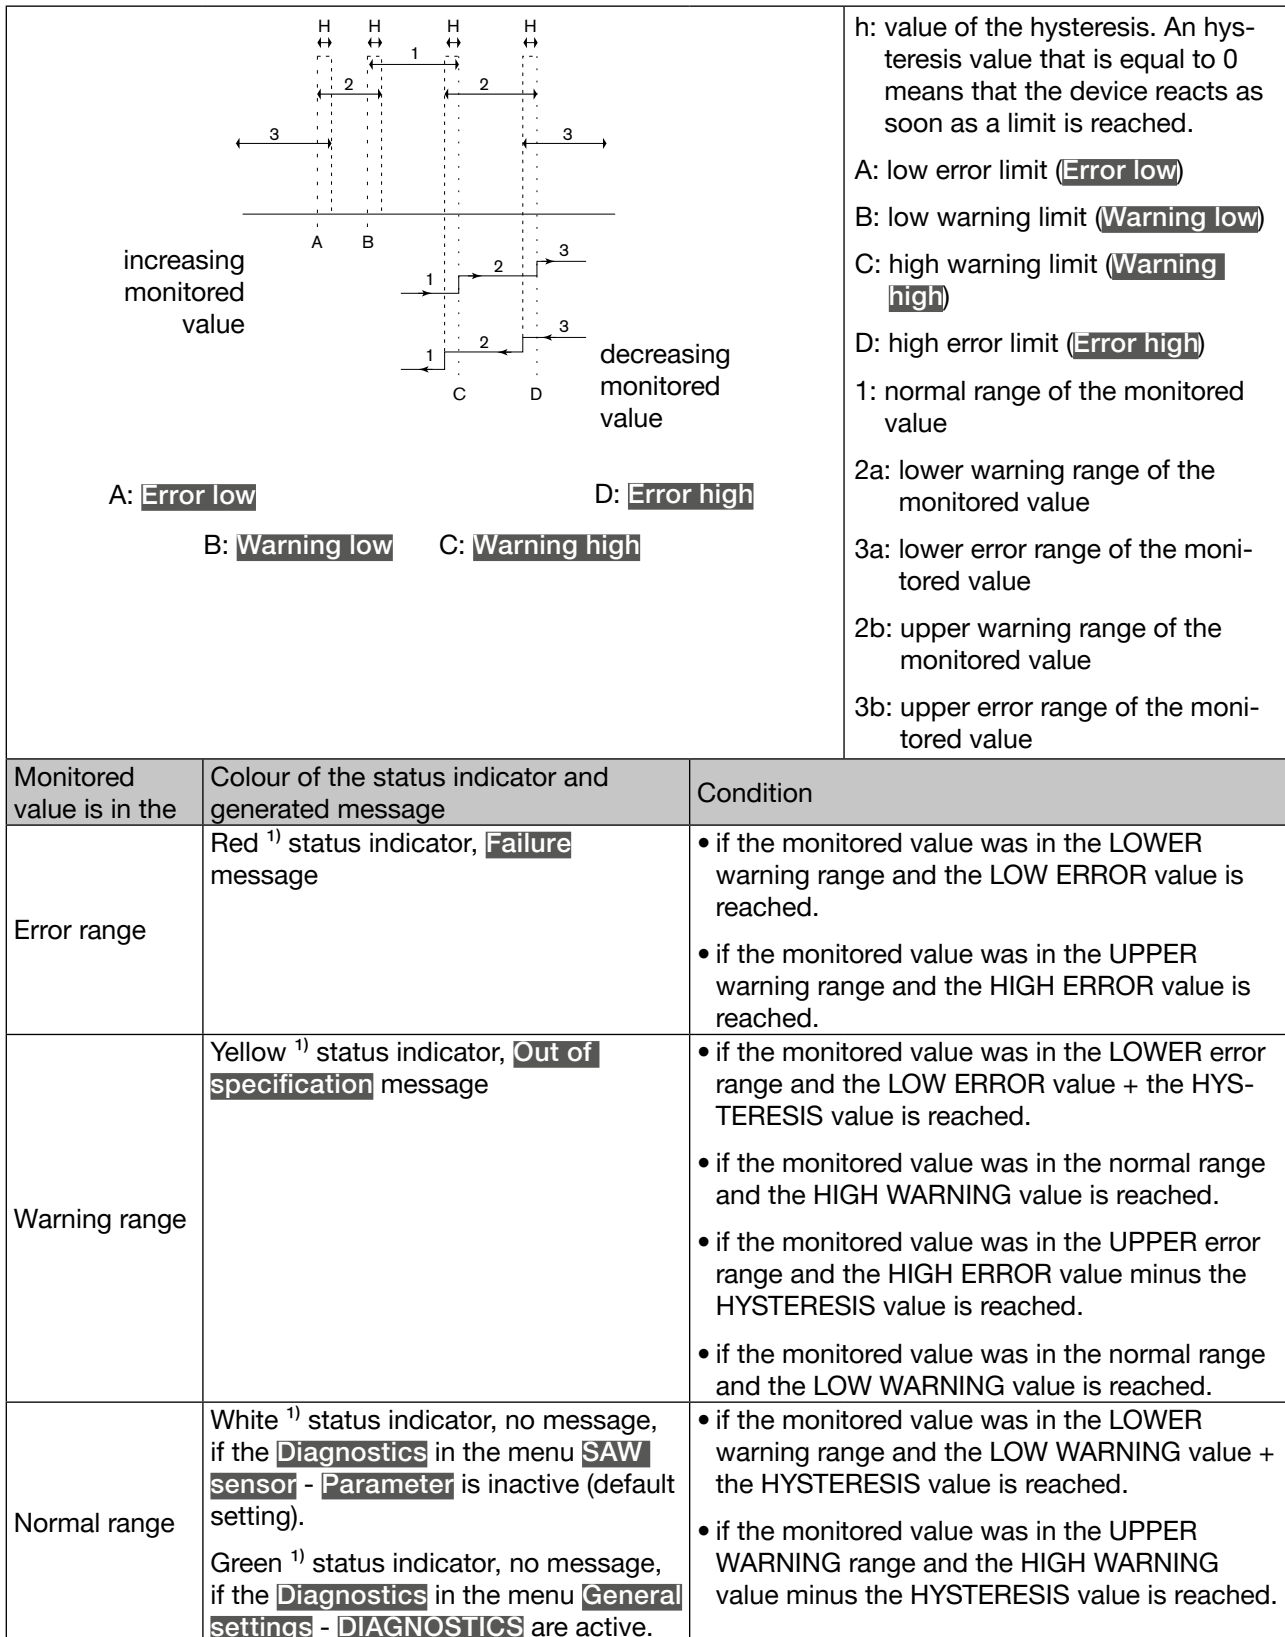 H H H H
1
2 2
3 3
A B
increasing
monitored
value
1 2 3
1 2 3
decreasing
monitored
value
C D
A: Error low
D: Error high
B: Warning low
C: Warning high
h: value of the hysteresis. An hys-
teresis value that is equal to 0
means that the device reacts as
soon as a limit is reached.
A: low error limit (Error low)
B: low warning limit (Warning low)
C: high warning limit (Warning
high)
D: high error limit (Error high)
1: normal range of the monitored
value
2a: lower warning range of the
monitored value
3a: lower error range of the moni-
tored value
2b: upper warning range of the
monitored value
3b: upper error range of the moni-
tored value
Monitored
value is in the
Colour of the status indicator and
generated message
Condition
Error range
Red 1) status indicator, Failure
message
• if the monitored value was in the LOWER
warning range and the LOW ERROR value is
reached.
• if the monitored value was in the UPPER
warning range and the HIGH ERROR value is
reached.
Warning range
Yellow 1) status indicator, Out of
specification message
• if the monitored value was in the LOWER error
range and the LOW ERROR value + the HYS-
TERESIS value is reached.
• if the monitored value was in the normal range
and the HIGH WARNING value is reached.
• if the monitored value was in the UPPER error
range and the HIGH ERROR value minus the
HYSTERESIS value is reached.
• if the monitored value was in the normal range
and the LOW WARNING value is reached.
Normal range
White 1) status indicator, no message,
if the Diagnostics in the menu SAW
sensor - Parameter is inactive (default
setting).
Green 1) status indicator, no message,
if the Diagnostics in the menu General
settings - DIAGNOSTICS are active.
• if the monitored value was in the LOWER
warning range and the LOW WARNING value +
the HYSTERESIS value is reached.
• if the monitored value was in the UPPER
WARNING range and the HIGH WARNING
value minus the HYSTERESIS value is reached.